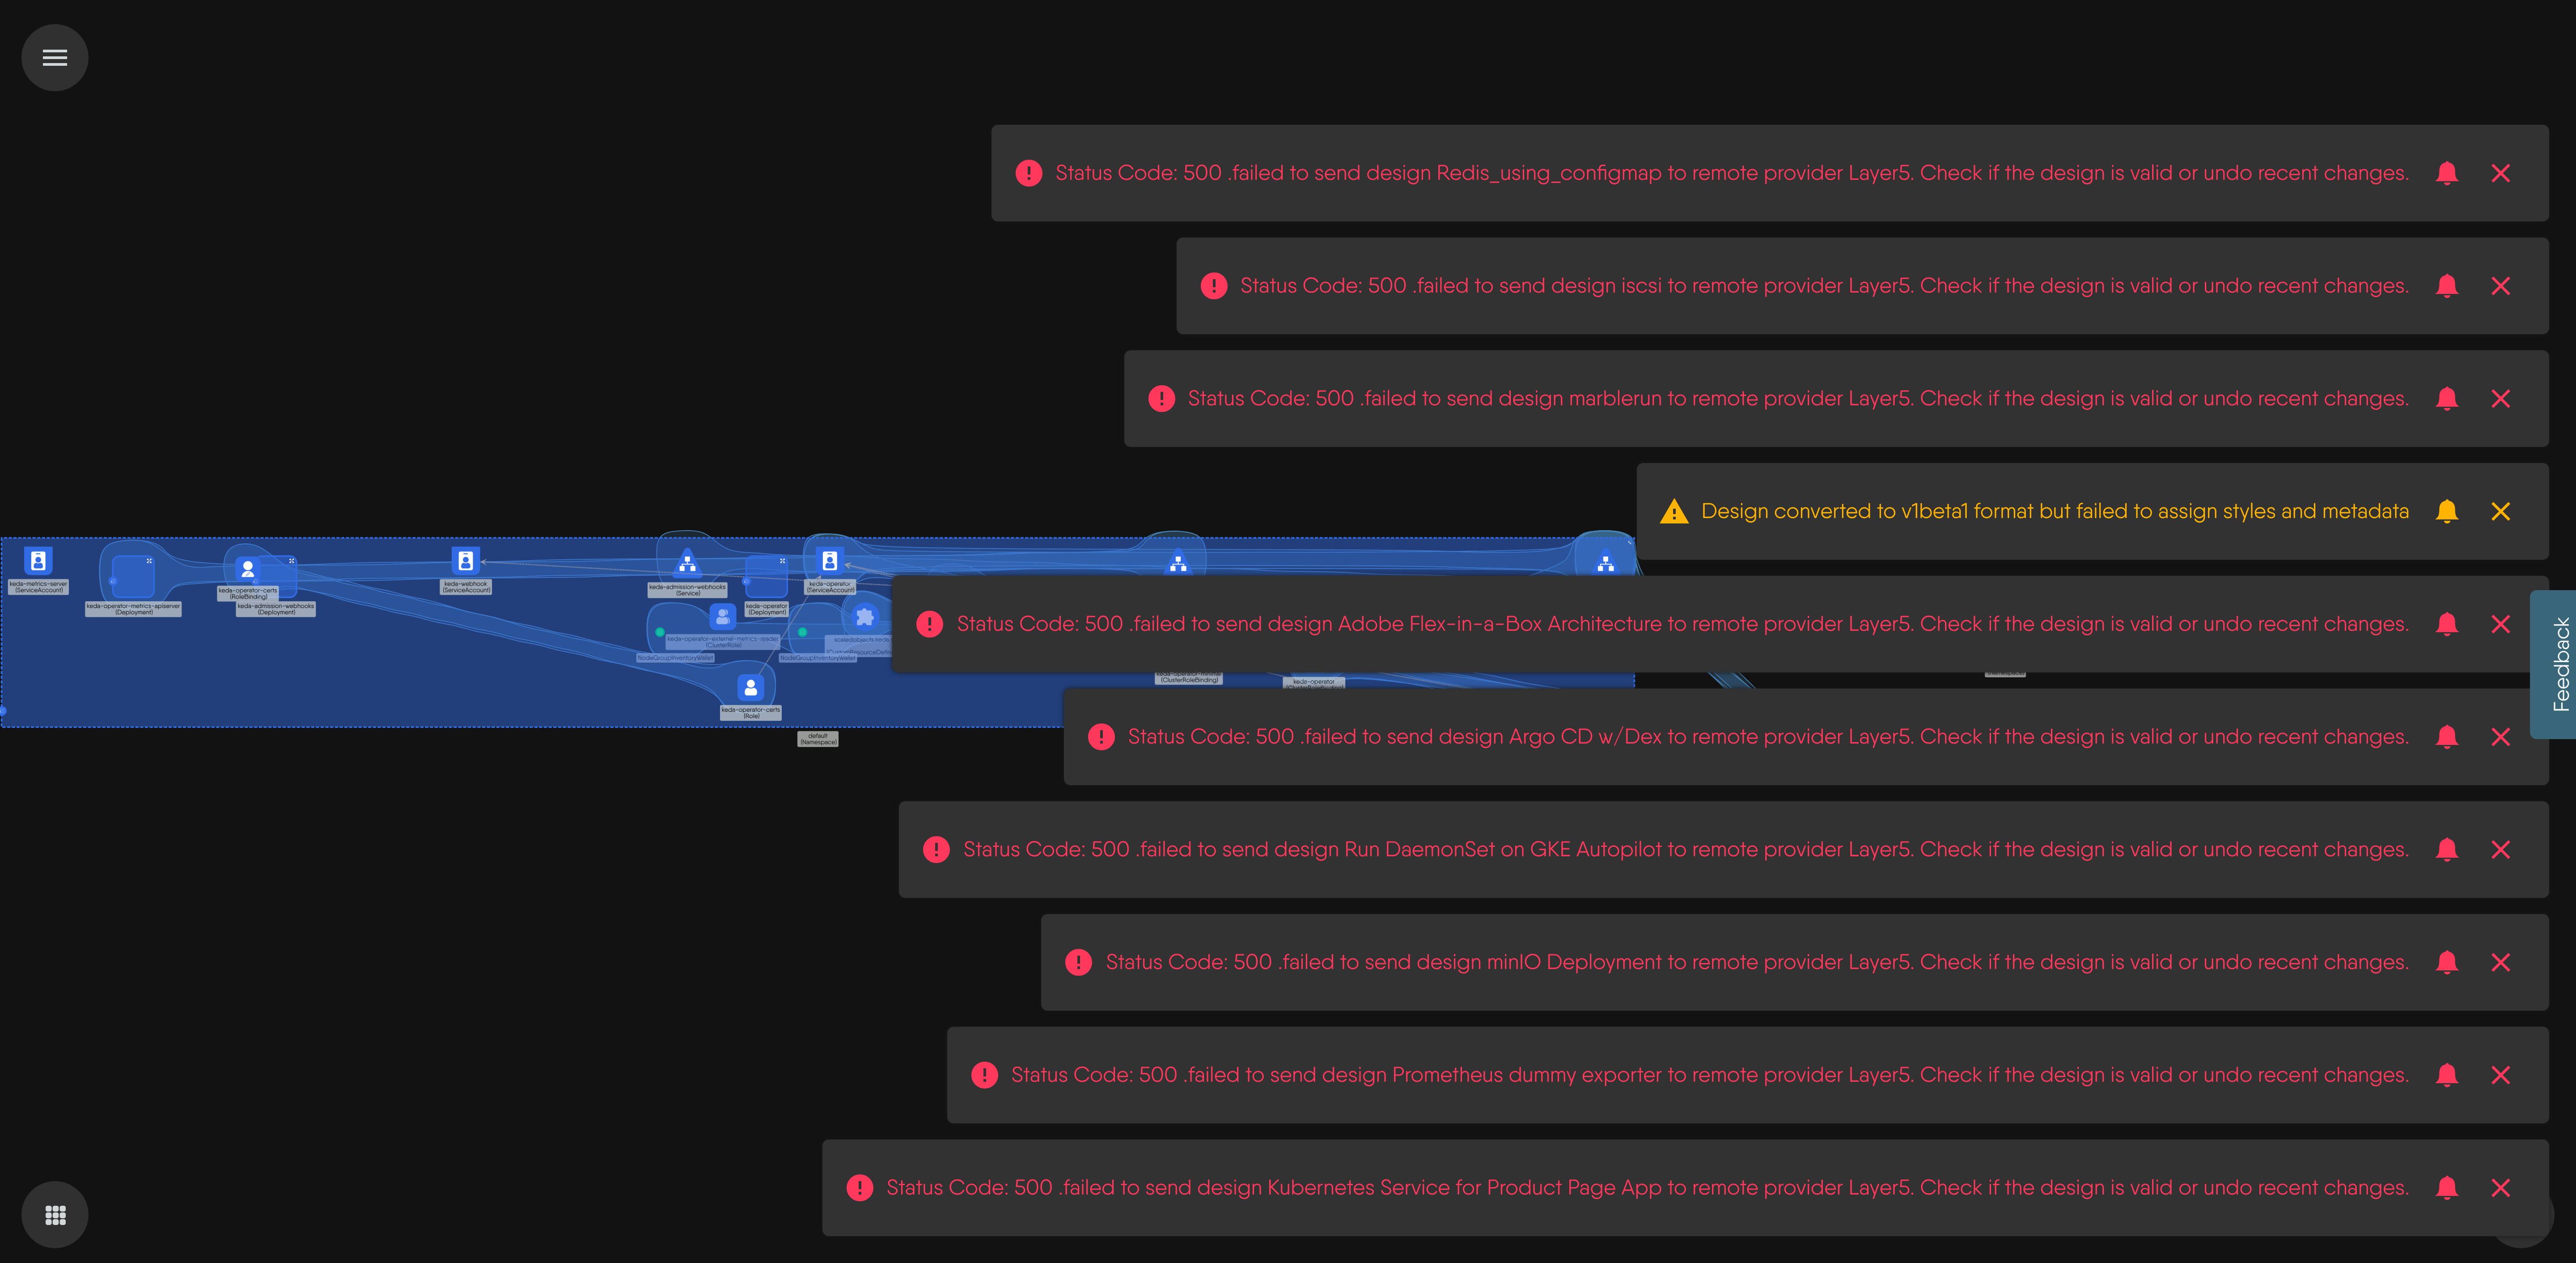 Status Code: 500 .failed to send design Redis_using_configmap to remote provider Layer5. Check if the design is valid or undo recent changes.
Status Code: 500 .failed to send design iscsi to remote provider Layer5. Check if the design is valid or undo recent changes.
Status Code: 500 .failed to send design marblerun to remote provider Layer5. Check if the design is valid or undo recent changes.
Design converted to v1beta1 format but failed to assign styles and metadata
keda-metrics-server
(ServiceAccount)
keda-operator-metrics-apiserver
(Deployment)
keda-operator-certs
(RoleBinding)
keda-admission-webhooks
(Deployment)
keda-webhook
(ServiceAccount)
keda-admission-webhooks
(Service)
keda-operator
(Deployment)
keda-operator
(ServiceAccount)
keda-operator-external-metrics-reader
(ClusterRole)
NodeGroupInventoryWallet
NodeGroupInventoryWallet
Status Code: 500 .failed to send design Adobe Flex-in-a-Box Architecture to remote provider Layer5. Check if the design is valid or undo recent changes.
(ClusterRoleBinding)
keda-operator
keda-operator-certs
(Role)
default
(Namespace)
Feedback
Status Code: 500 .failed to send design Argo CD w/Dex to remote provider Layer5. Check if the design is valid or undo recent changes.
Status Code: 500 .failed to send design Run DaemonSet on GKE Autopilot to remote provider Layer5. Check if the design is valid or undo recent changes.
Status Code: 500 .failed to send design minIO Deployment to remote provider Layer5. Check if the design is valid or undo recent changes.
Status Code: 500 .failed to send design Prometheus dummy exporter to remote provider Layer5. Check if the design is valid or undo recent changes.
Status Code: 500 .failed to send design Kubernetes Service for Product Page App to remote provider Layer5. Check if the design is valid or undo recent changes.